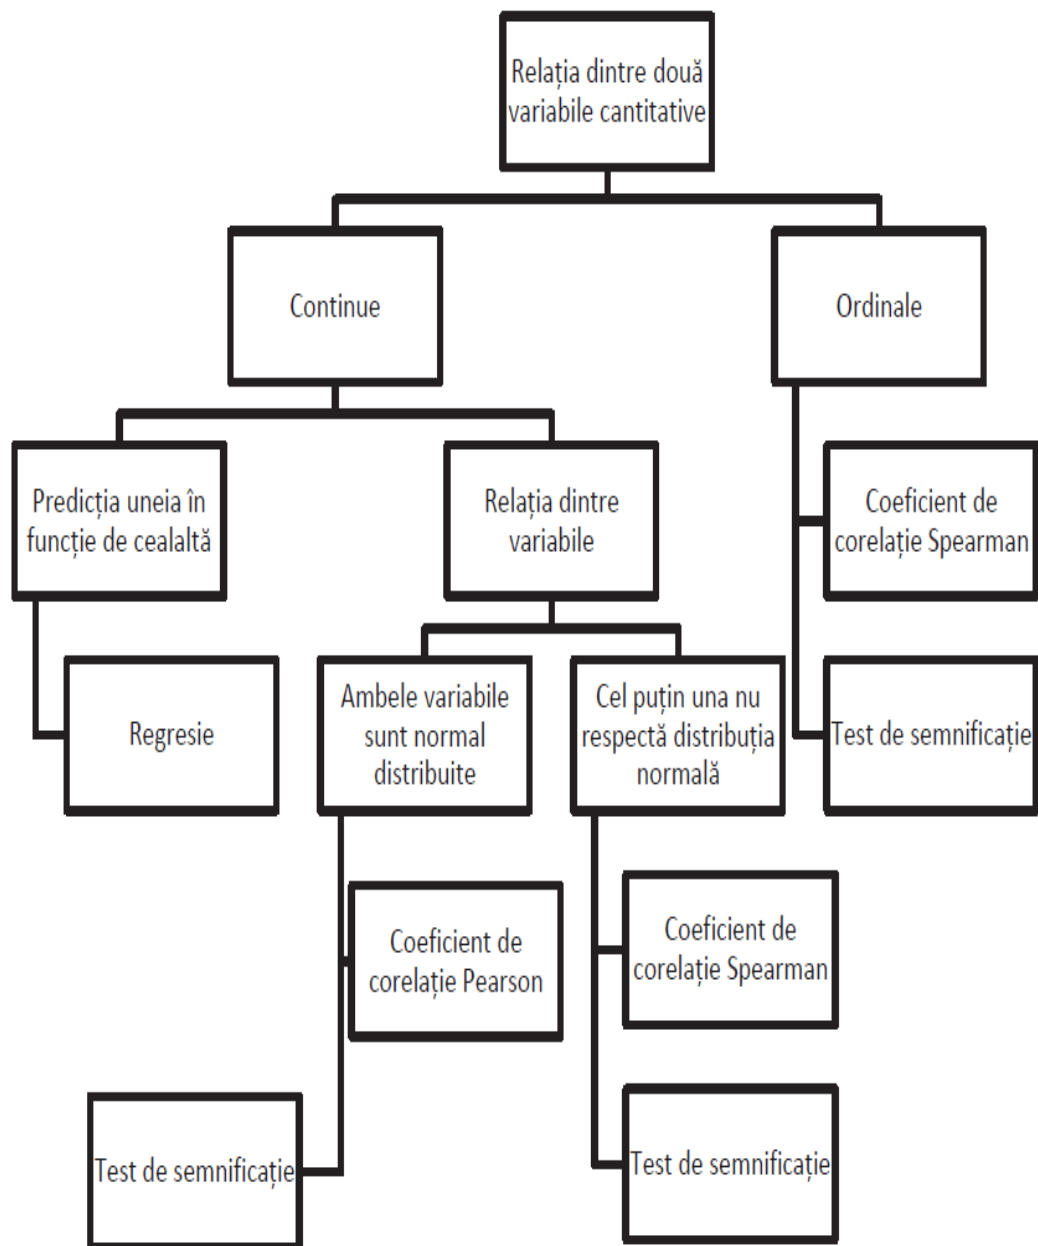 Relația dintre două
variabile cantitative
Continue
Ordinale
Predicția uneia în
funcție de cealaltă
Relația dintre
variabile
Coeficient de
corelație Spearman
Regresie
Ambele variabile
sunt normal
distribuite
Cel puțin una nu
respectă distribuția
normală
Test de semnificație
Coeficient de
corelație Pearson
Coeficient de
corelație Spearman
Test de semnificație
Test de semnificație